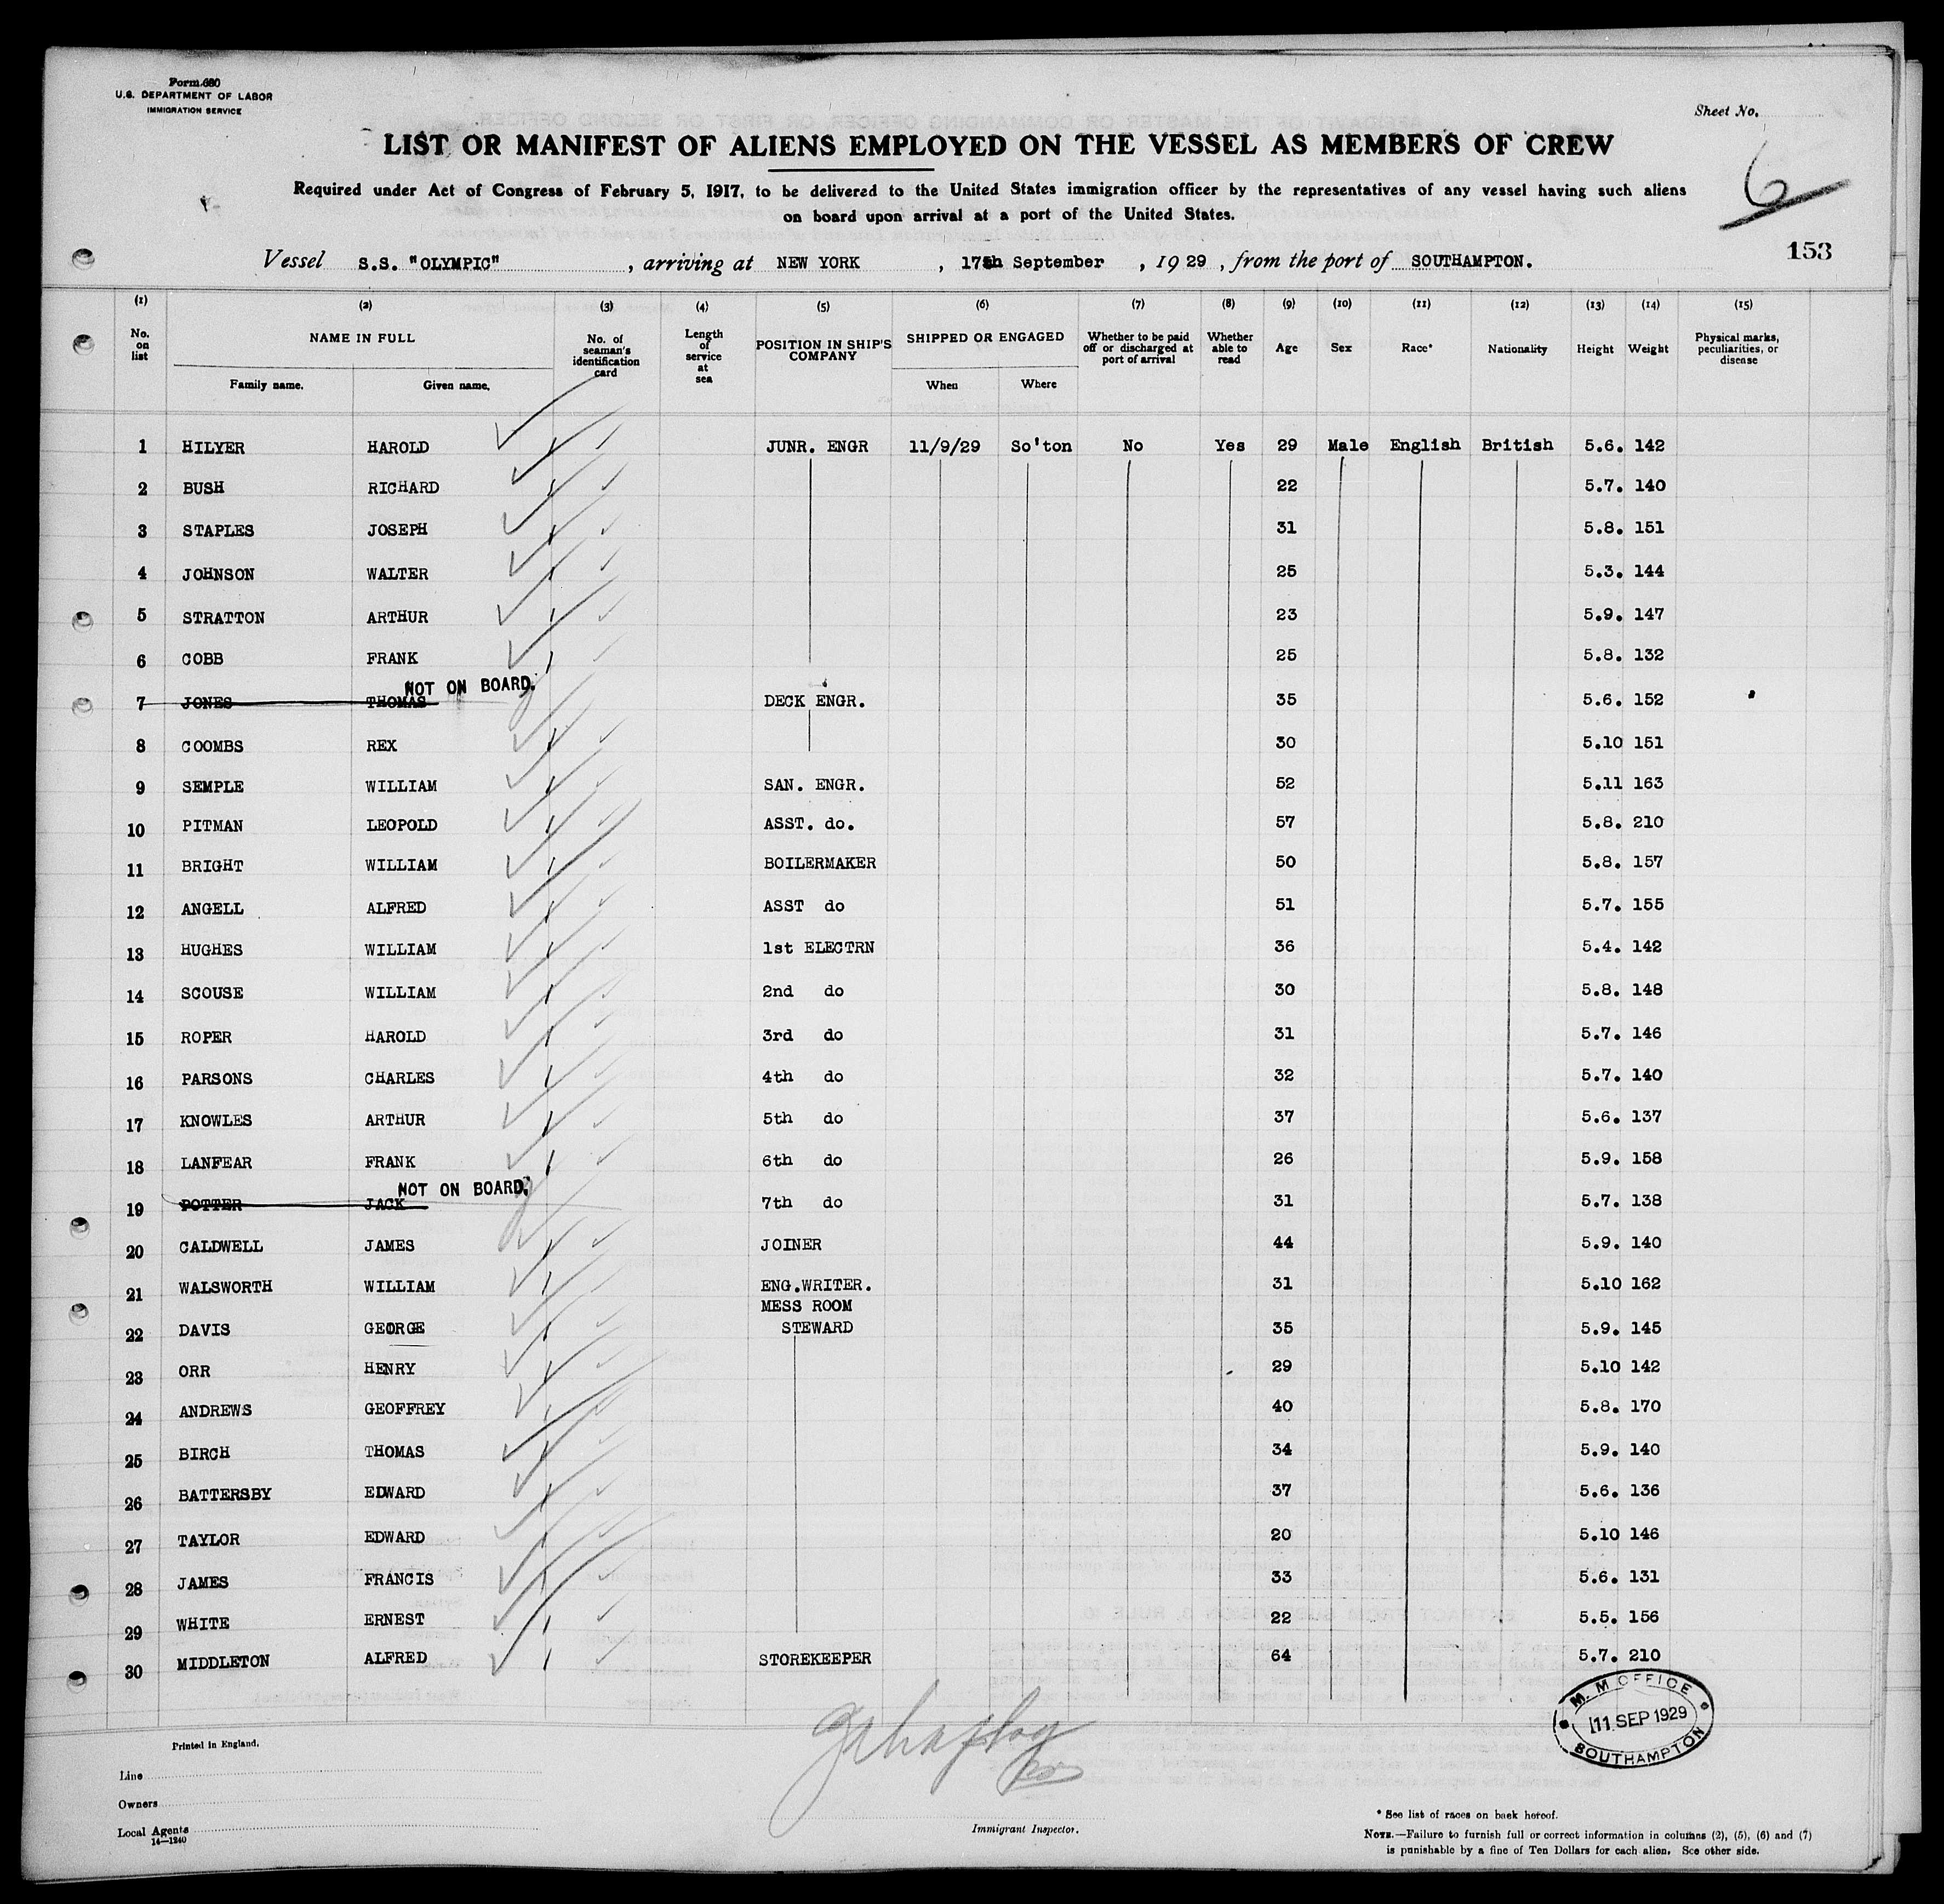 Form 680
U.S. DEPARTMENT OF LABOR
IMMIGRATION SERVICE
Sheet No.
LIST OR MANIFEST OF ALIENS EMPLOYED ON THE VESSEL AS MEMBERS OF CREW
6
Required under Act of Congress of February 5, 1917, to be delivered to the United States immigration officer by the representatives of any vessel having such aliens
on board upon arrival at a port of the United States.
153
Vessel S.S. "OLYMPIC" , arriving at NEW YORK , 17th September , 1929 , from the port of SOUTHAMPTON.
(1) (2) (3) (4) (5) (6) (7) (8) (9) (10) (11) (12) (13) (14) (15)
No. on list NAME IN FULL Family name. Given name. No. of seaman's identification card Length of service at sea POSITION IN SHIP'S COMPANY SHIPPED OR ENGAGED When Where Whether to be paid off or discharged at port of arrival Whether able to read Age Sex Race* Nationality Height Weight Physical marks, peculiarities, or disease
1 HILYER HAROLD JUNR. ENGR 11/9/29 So'ton No Yes 29 Male English British 5.6. 142
2 BUSH RICHARD 22 5.7. 140
3 STAPLES JOSEPH 31 5.8. 151
4 JOHNSON WALTER 25 5.3. 144
5 STRATTON ARTHUR 23 5.9. 147
6 COBB FRANK 25 5.8. 132
NOT ON BOARD.
7 JONES THOMAS DECK ENGR. 35 5.6. 152
8 COOMBS REX 30 5.10 151
9 SEMPLE WILLIAM SAN. ENGR. 52 5.11 163
10 PITMAN LEOPOLD ASST. do. 57 5.8. 210
11 BRIGHT WILLIAM BOILERMAKER 50 5.8. 157
12 ANGELL ALFRED ASST do 51 5.7. 155
13 HUGHES WILLIAM 1st ELECTRN 36 5.4. 142
14 SCOUSE WILLIAM 2nd do 30 5.8. 148
15 ROPER HAROLD 3rd do 31 5.7. 146
16 PARSONS CHARLES 4th do 32 5.7. 140
17 KNOWLES ARTHUR 5th do 37 5.6. 137
18 LANFEAR FRANK 6th do 26 5.9. 158
NOT ON BOARD.
19 POTTER JACK 7th do 31 5.7. 138
20 CALDWELL JAMES JOINER 44 5.9. 140
21 WALSWORTH WILLIAM ENG.WRITER. 31 5.10 162
MESS ROOM
22 DAVIS GEORGE STEWARD 35 5.9. 145
23 ORR HENRY 29 5.10 142
24 ANDREWS GEOFFREY 40 5.8. 170
25 BIRCH THOMAS 34 5.9. 140
26 BATTERSBY EDWARD 37 5.6. 136
27 TAYLOR EDWARD 20 5.10 146
28 JAMES FRANCIS 33 5.6. 131
29 WHITE ERNEST 22 5.5. 156
30 MIDDLETON ALFRED STOREKEEPER 64 5.7. 210
M. M OFFICE
11 SEP 1929
SOUTHAMPTON
Printed in England.
Line
Owners
Local Agents
14—1240
Immigrant Inspector.
* See list of races on back hereof.
NOTE.—Failure to furnish full or correct information in columns (2), (5), (6) and (7)
is punishable by a fine of Ten Dollars for each alien. See other side.